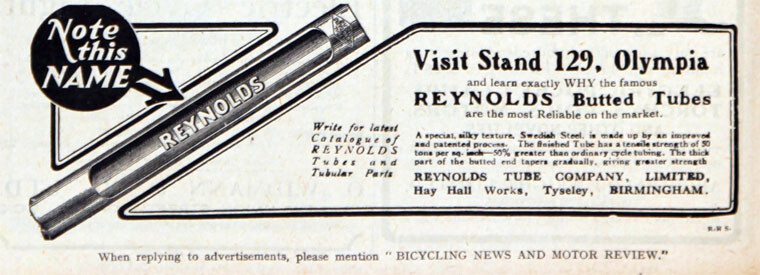 Note
this
NAME
REYNOLDS
Write for latest
Catalogue of
REYNOLDS
Tubes and
Tubular Parts
Visit Stand 129, Olympia
and learn exactly WHY the famous
REYNOLDS Butted Tubes
are the most Reliable on the market.
A special, silky texture, Swedish Steel, is made up by an improved
and patented process. The finished Tube has a tensile strength of 50
tons per sq. inch—50% greater than ordinary cycle tubing. The thick
part of the butted end tapers gradually, giving greater strength
REYNOLDS TUBE COMPANY, LIMITED,
Hay Hall Works, Tyseley, BIRMINGHAM.
When replying to advertisements, please mention "BICYCLING NEWS AND MOTOR REVIEW."